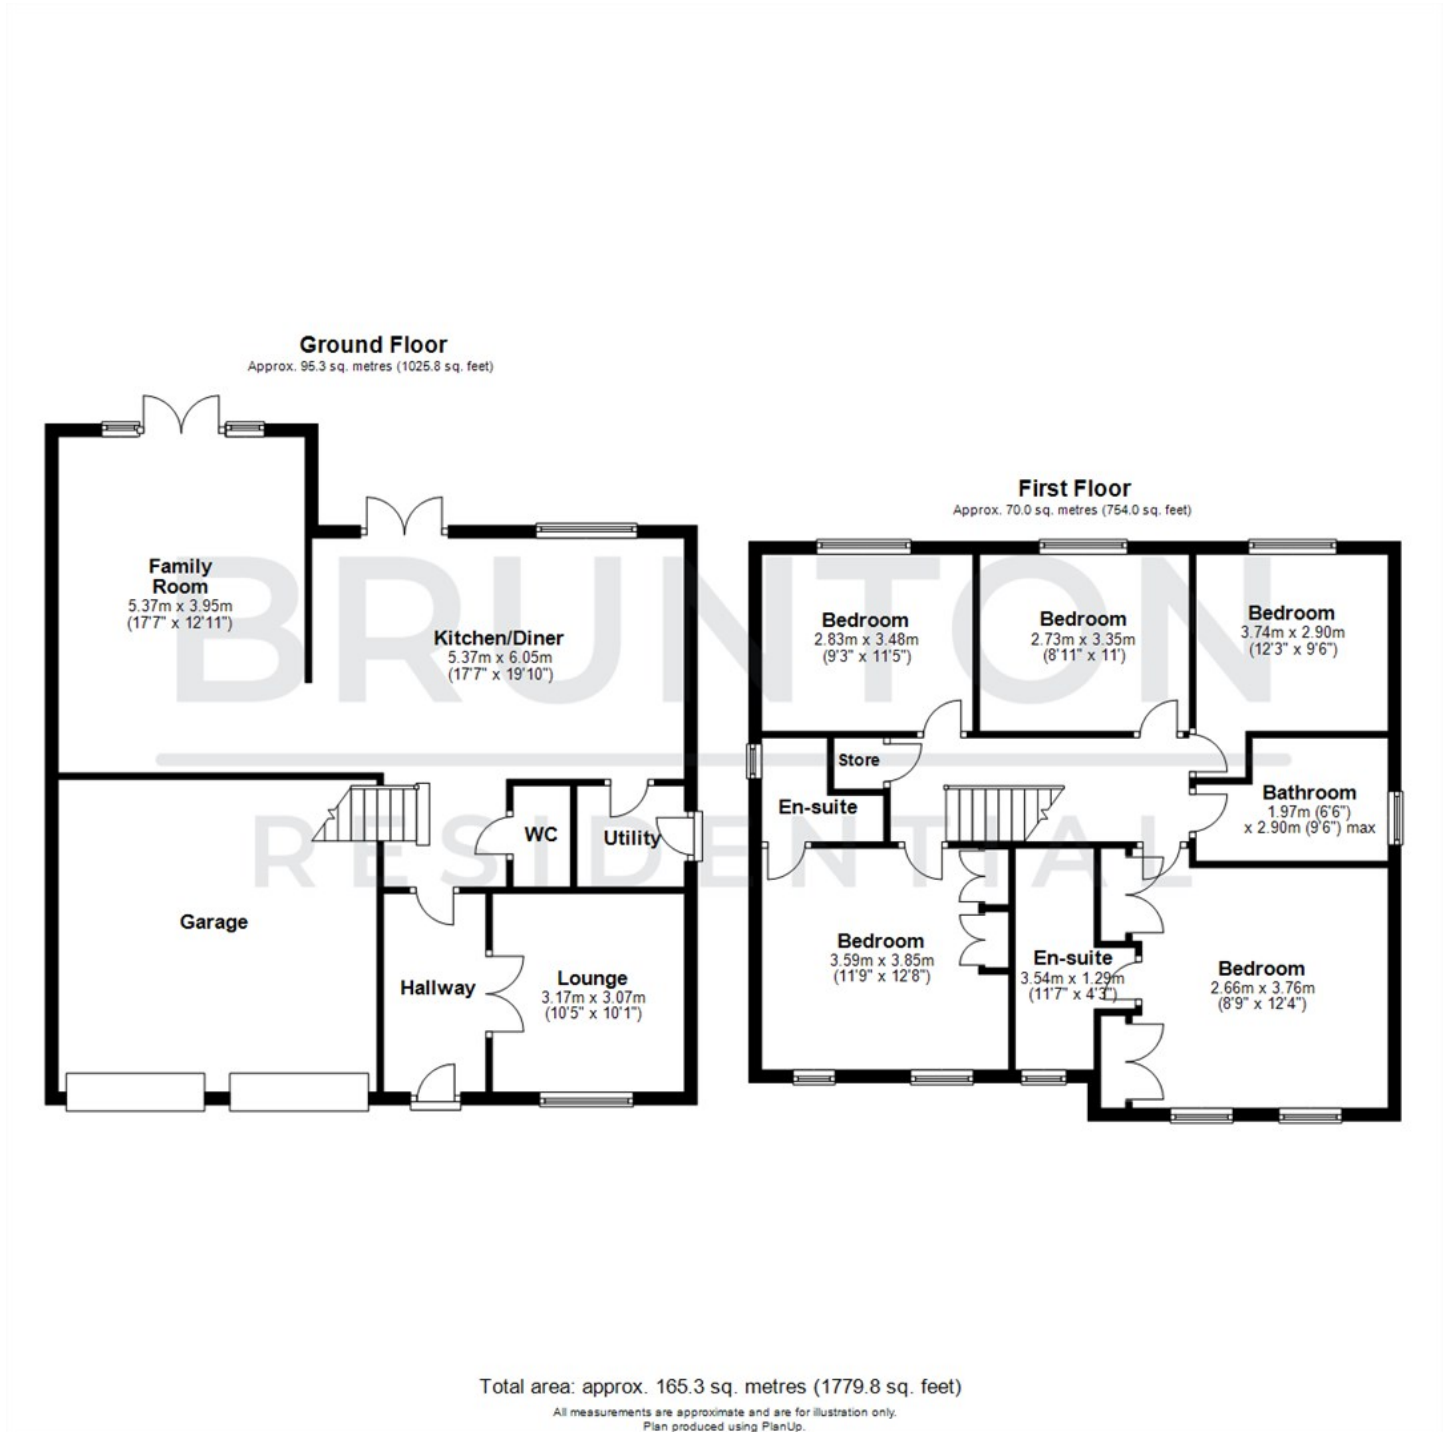 Ground Floor
Approx. 95.3 sq. metres (1025.8 sq. feet)
Family
Room
5.37m x 3.95m
(17'7" x 12'11")
Kitchen/Diner
5.37m x 6.05m
(17'7" x 19'10")
WC
Utility
Garage
Hallway
Lounge
3.17m x 3.07m
(10'5" x 10'1")
First Floor
Approx. 70.0 sq. metres (754.0 sq. feet)
Bedroom
2.83m x 3.48m
(9'3" x 11'5")
Bedroom
2.73m x 3.35m
(8'11" x 11')
Bedroom
3.74m x 2.90m
(12'3" x 9'6")
Store
En-suite
Bathroom
1.97m (6'6")
x 2.90m (9'6") max
Bedroom
3.59m x 3.85m
(11'9" x 12'8")
En-suite
3.54m x 1.29m
(11'7" x 4'3")
Bedroom
2.66m x 3.76m
(8'9" x 12'4")
BRUNTON
RESIDENTIAL
Total area: approx. 165.3 sq. metres (1779.8 sq. feet)
All measurements are approximate and are for illustration only.
Plan produced using PlanUp.